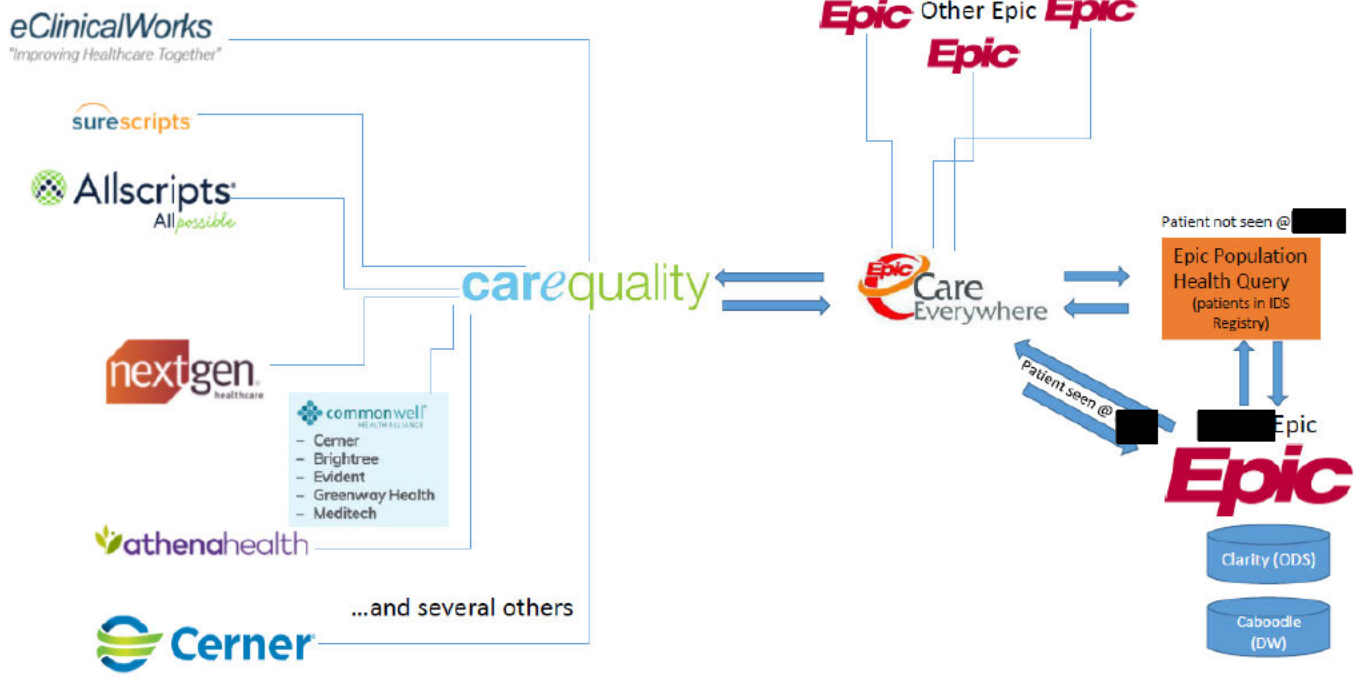 eClinicalWorks
"Improving Healthcare Together"
surescripts
Allscripts
All possible
nextgen
healthcare
commonwell
HEALTH ALLIANCE
– Cerner
– Brightree
– Evident
– Greenway Health
– Meditech
athenahealth
...and several others
Cerner
carequality
Epic Other Epic Epic
Epic
Epic
Care
Everywhere
Patient not seen @
Epic Population
Health Query
(patients in IDS
Registry)
Patient seen @
Epic
Epic
Clarity (ODS)
Caboodle
(DW)